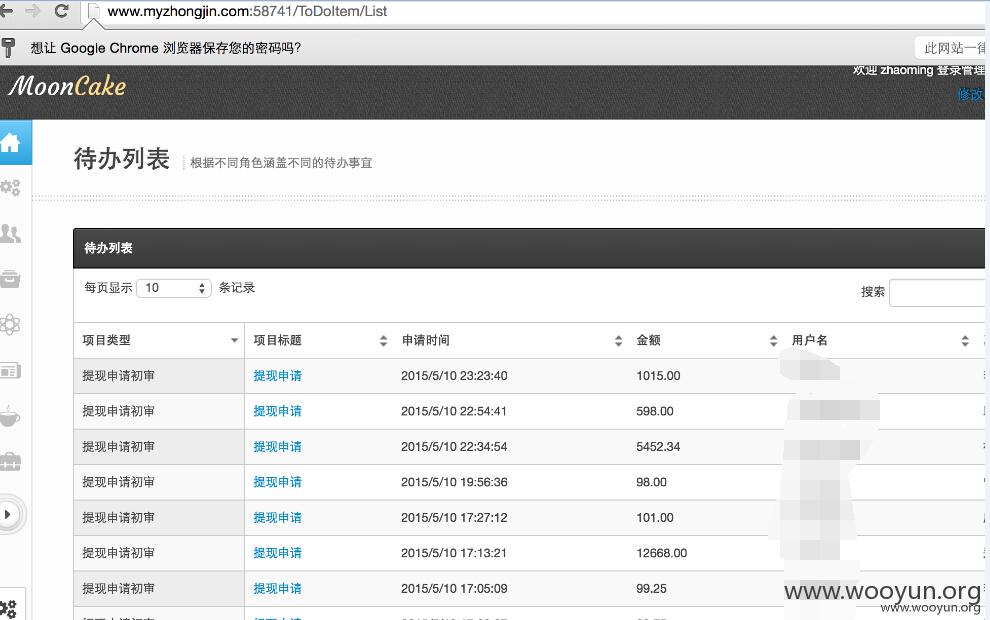 www.myzhongjin.com:58741/ToDoItem/List
想让 Google Chrome 浏览器保存您的密码吗? 此网站一律
MoonCake
欢迎 zhaoming 登录管理
修改
待办列表 根据不同角色涵盖不同的待办事宜
待办列表
每页显示 10 条记录 搜索
项目类型 项目标题 申请时间 金额 用户名
提现申请初审 提现申请 2015/5/10 23:23:40 1015.00
提现申请初审 提现申请 2015/5/10 22:54:41 598.00
提现申请初审 提现申请 2015/5/10 22:34:54 5452.34
提现申请初审 提现申请 2015/5/10 19:56:36 98.00
提现申请初审 提现申请 2015/5/10 17:27:12 101.00
提现申请初审 提现申请 2015/5/10 17:13:21 12668.00
提现申请初审 提现申请 2015/5/10 17:05:09 99.25
www.wooyun.org
www.wooyun.org